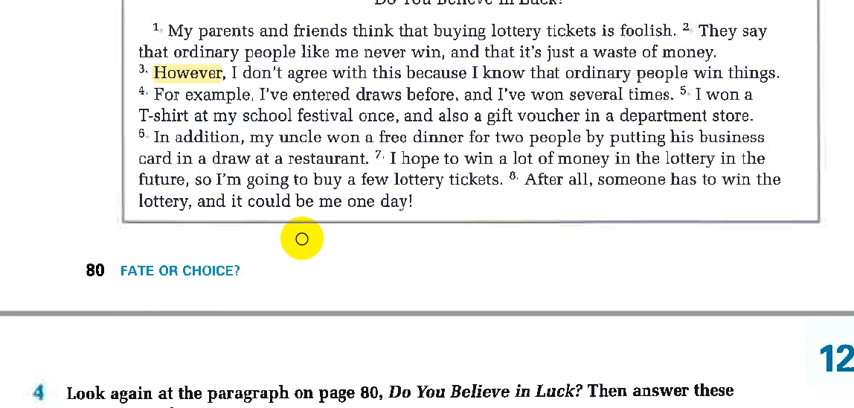 Do You Believe in Luck?
1. My parents and friends think that buying lottery tickets is foolish. 2. They say
that ordinary people like me never win, and that it's just a waste of money.
3. However, I don't agree with this because I know that ordinary people win things.
4. For example, I've entered draws before, and I've won several times. 5. I won a
T-shirt at my school festival once, and also a gift voucher in a department store.
6. In addition, my uncle won a free dinner for two people by putting his business
card in a draw at a restaurant. 7. I hope to win a lot of money in the lottery in the
future, so I'm going to buy a few lottery tickets. 8. After all, someone has to win the
lottery, and it could be me one day!
80 FATE OR CHOICE?
12
4 Look again at the paragraph on page 80, Do You Believe in Luck? Then answer these